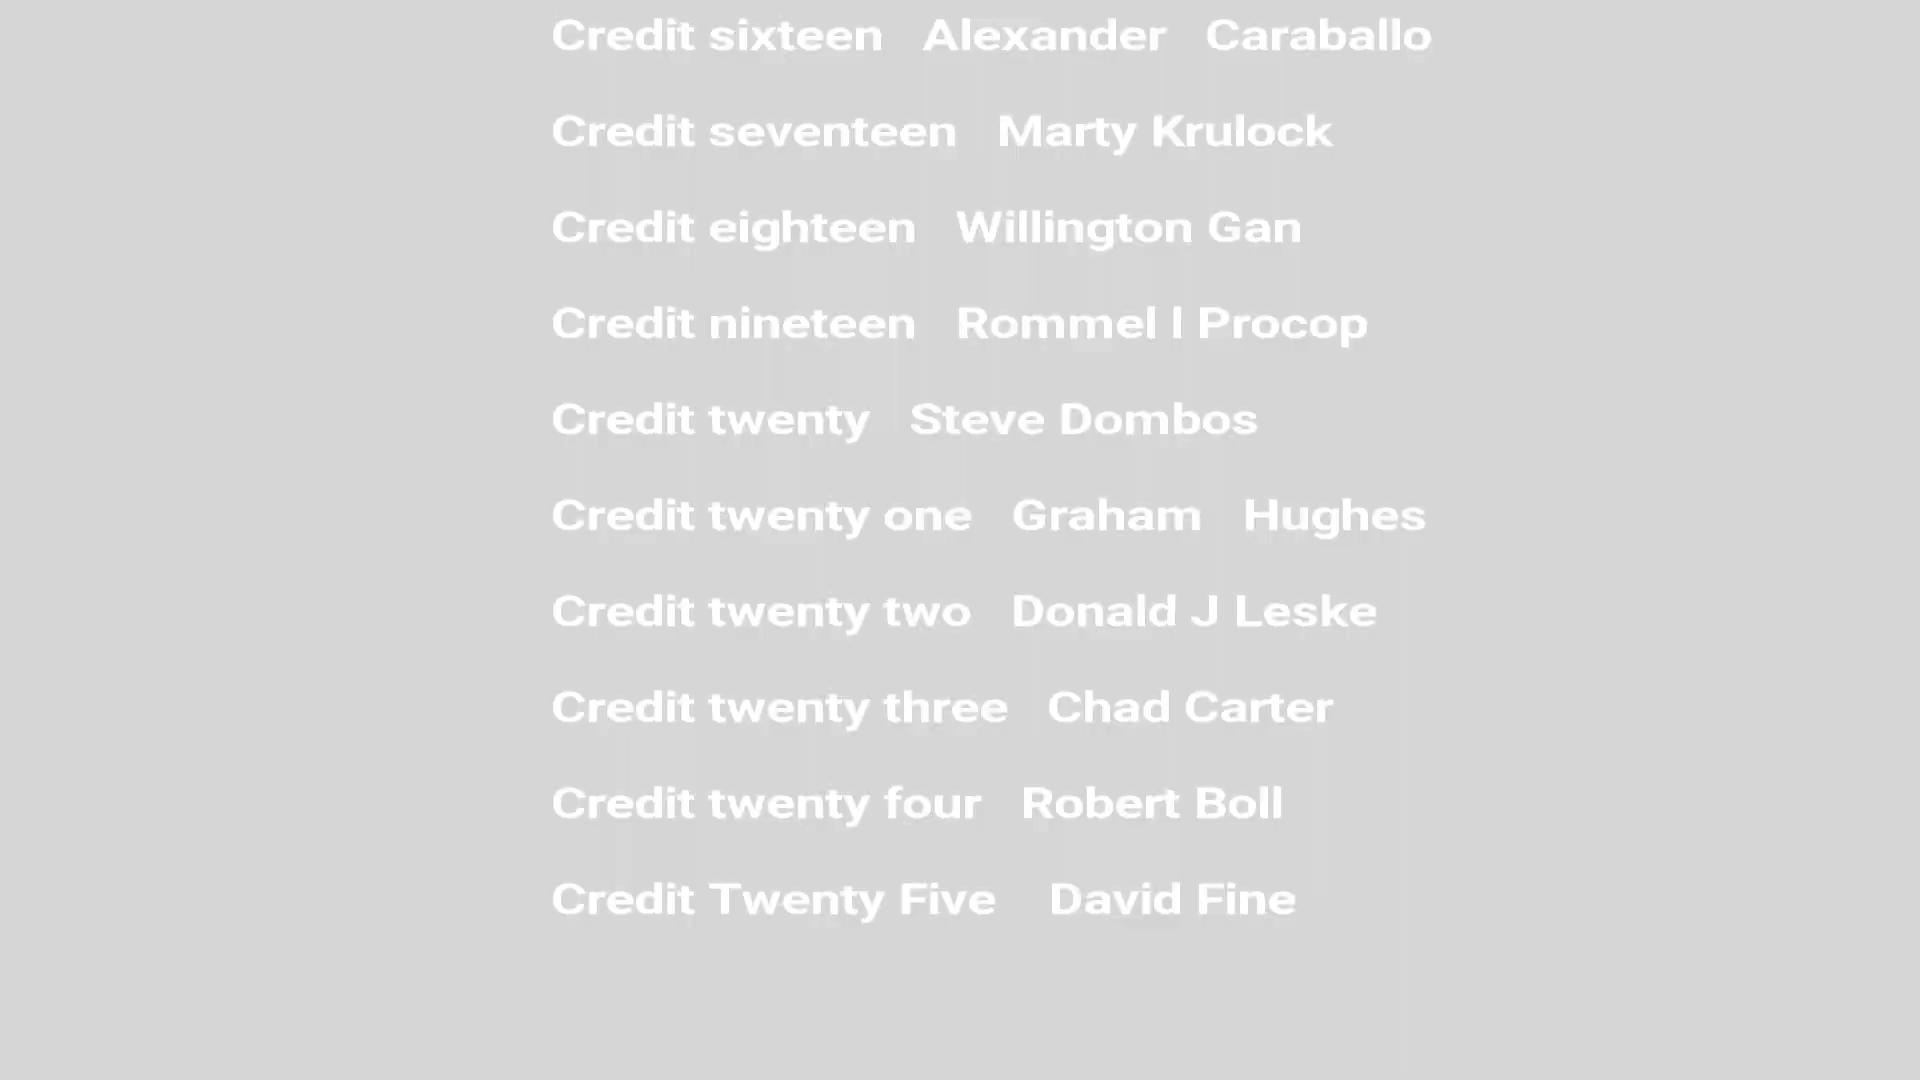 Credit sixteen   Alexander   Caraballo
Credit seventeen   Marty Krulock
Credit eighteen   Willington Gan
Credit nineteen   Rommel l Procop
Credit twenty   Steve Dombos
Credit twenty one   Graham   Hughes
Credit twenty two   Donald J Leske
Credit twenty three   Chad Carter
Credit twenty four   Robert Boll
Credit Twenty Five    David Fine